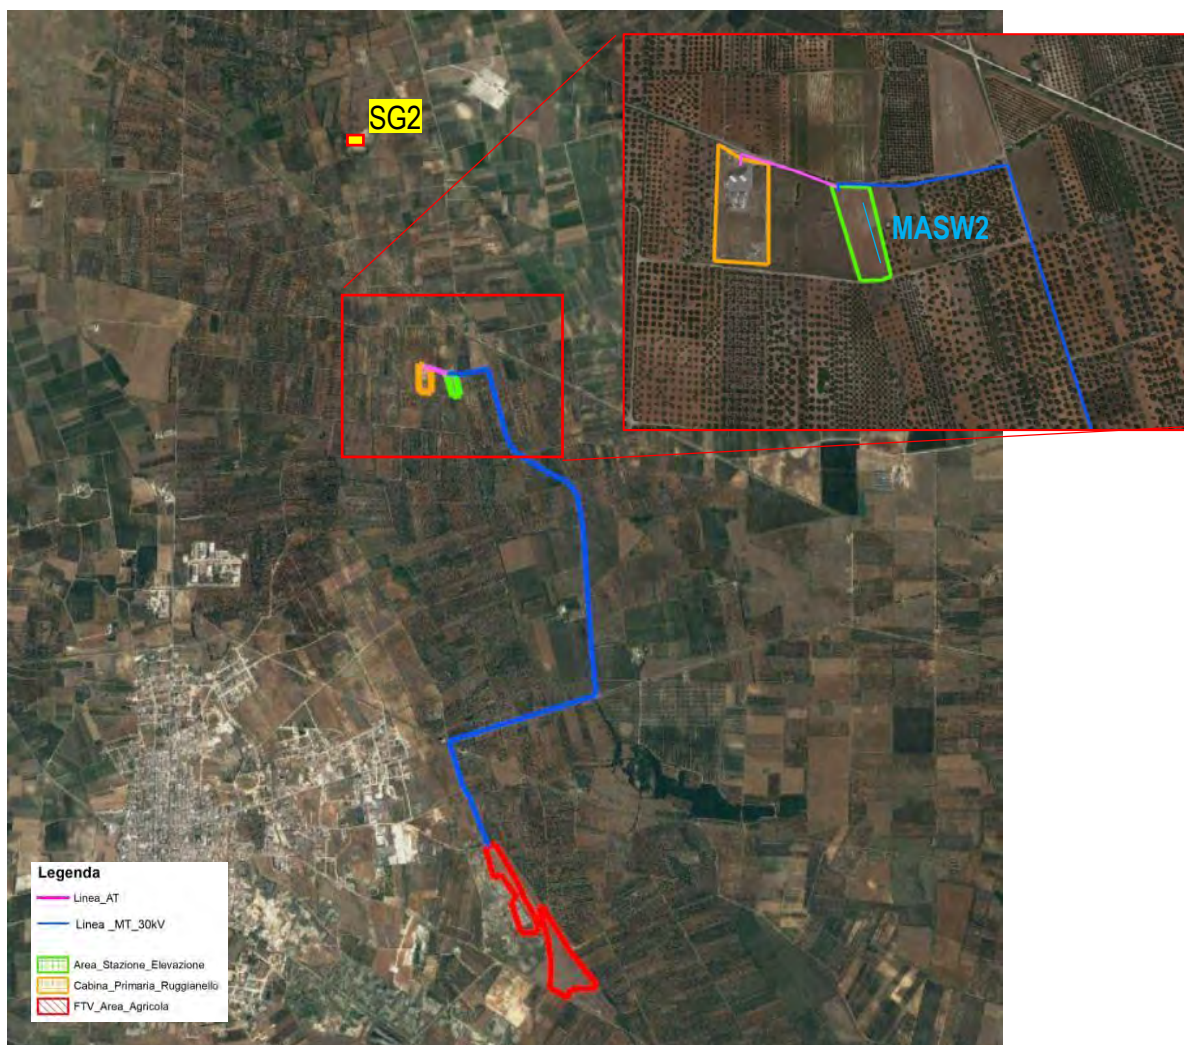 SG2
MASW2
Legenda
Linea_AT
Linea _MT_30kV
Area_Stazione_Elevazione
Cabina_Primaria_Ruggianello
FTV_Area_Agricola